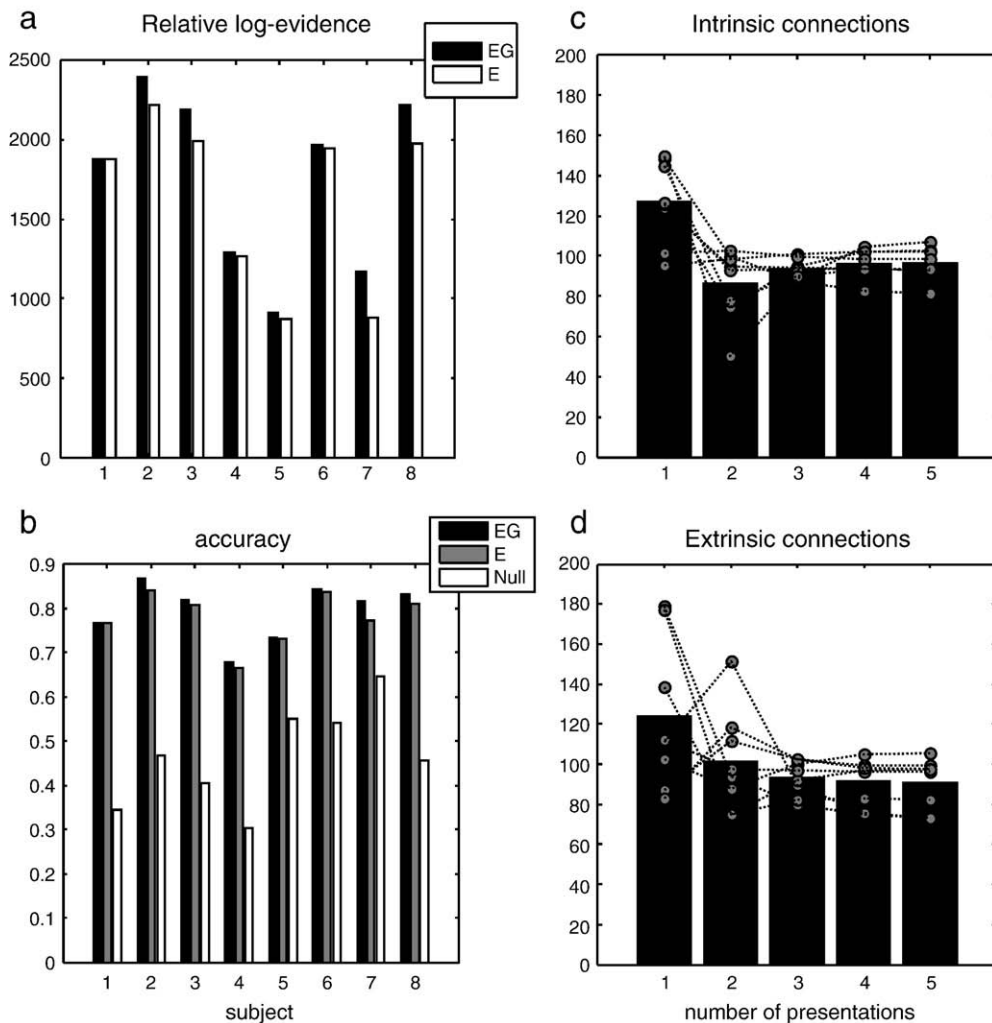 a
Relative log-evidence
EG
E
2500
2000
1500
1000
500
0
1 2 3 4 5 6 7 8
b
accuracy
EG
E
Null
0.9
0.8
0.7
0.6
0.5
0.4
0.3
0.2
0.1
0
1 2 3 4 5 6 7 8
subject
c
Intrinsic connections
200
180
160
140
120
100
80
60
40
20
0
1 2 3 4 5
d
Extrinsic connections
200
180
160
140
120
100
80
60
40
20
0
1 2 3 4 5
number of presentations